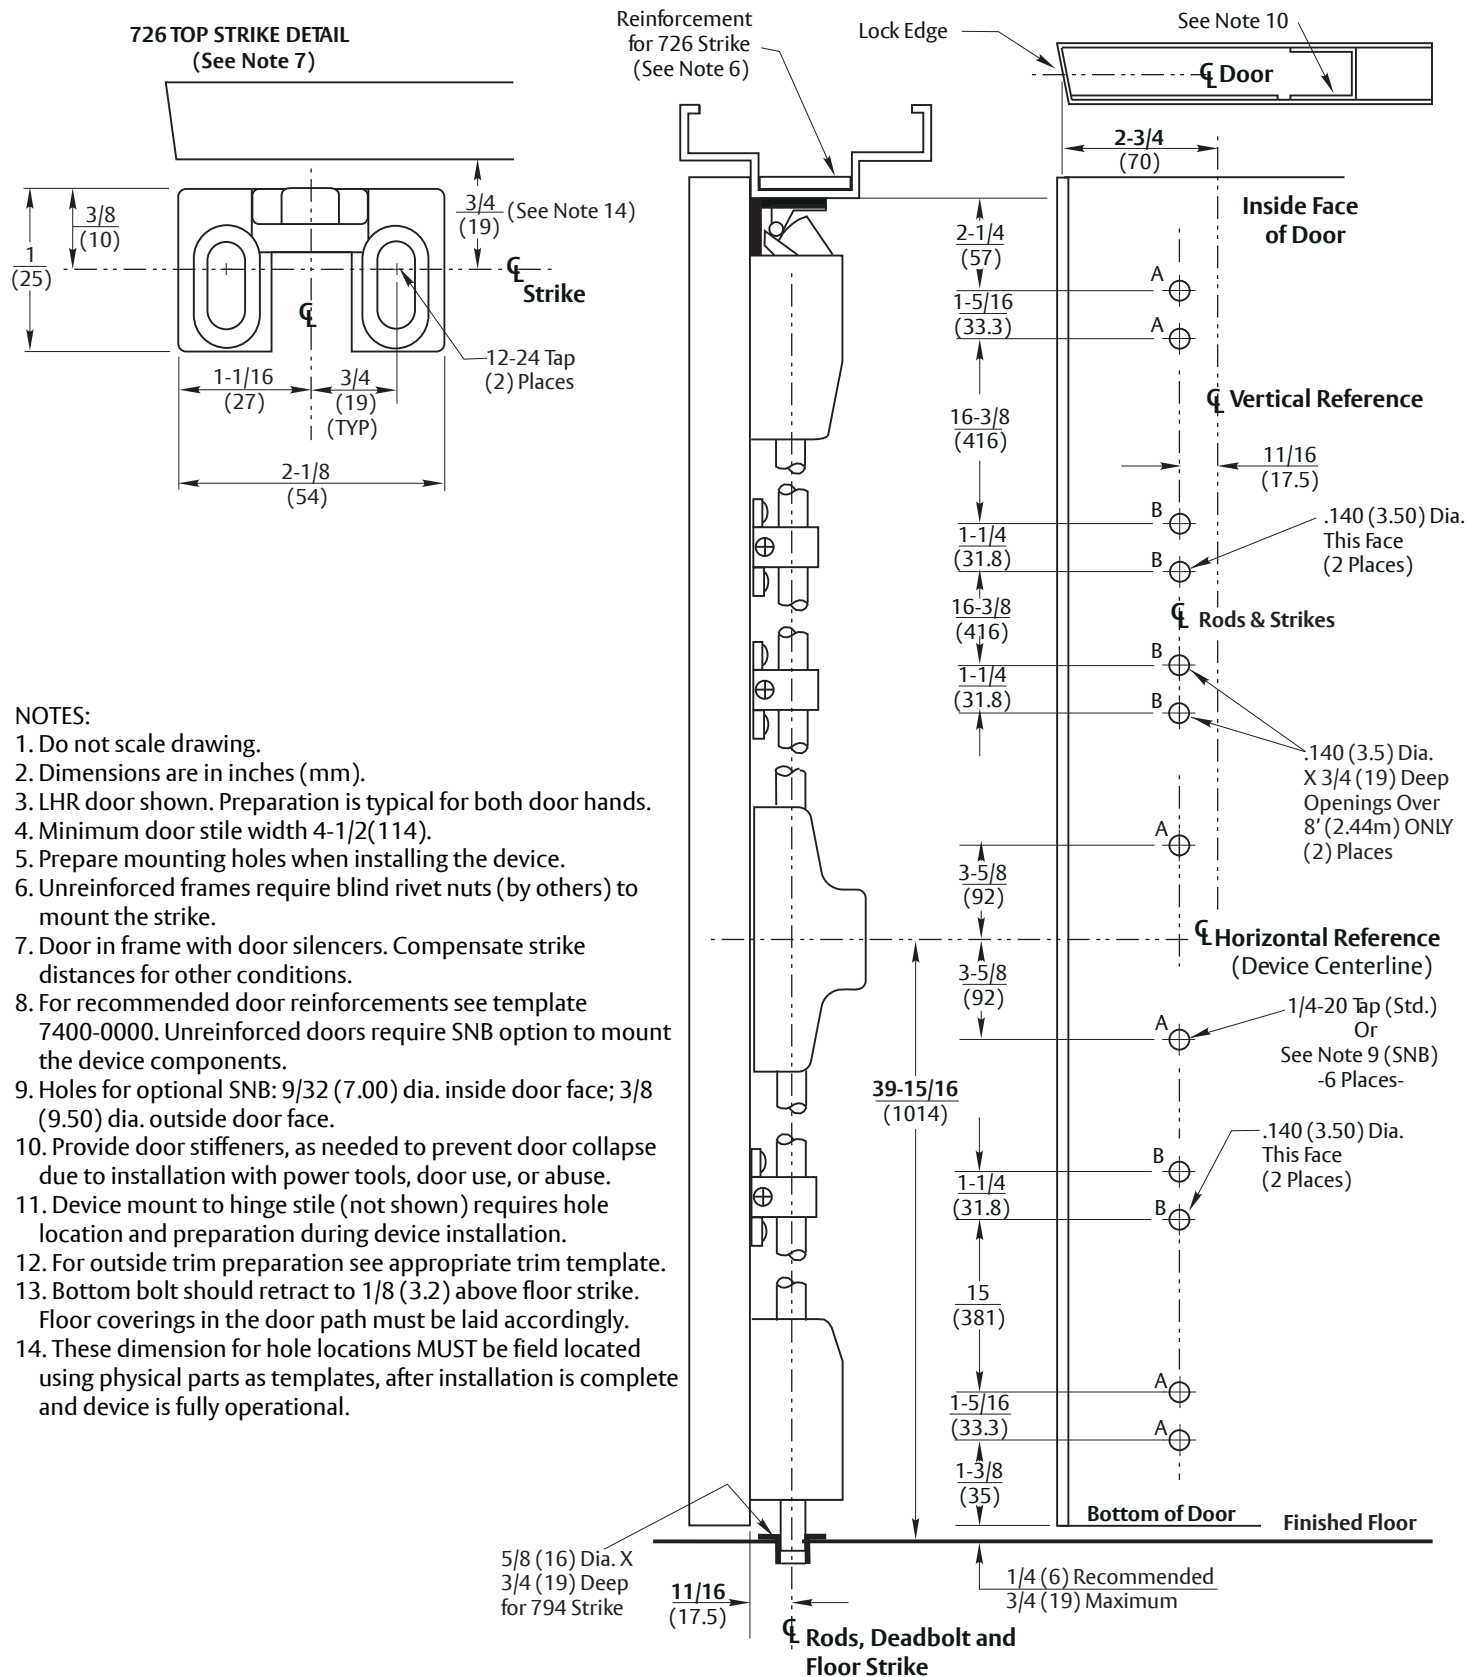 726 TOP STRIKE DETAIL
(See Note 7)
3/8
(10)
1
(25)
3/4
(19)
(See Note 14)
℄
Strike
℄
12-24 Tap
(2) Places
1-1/16
(27)
3/4
(19)
(TYP)
2-1/8
(54)
Reinforcement
for 726 Strike
(See Note 6)
Lock Edge
See Note 10
℄ Door
2-3/4
(70)
Inside Face
of Door
2-1/4
(57)
A
1-5/16
(33.3)
A
℄ Vertical Reference
16-3/8
(416)
11/16
(17.5)
B
.140 (3.50) Dia.
This Face
(2 Places)
1-1/4
(31.8)
B
16-3/8
(416)
℄ Rods & Strikes
B
1-1/4
(31.8)
B
.140 (3.5) Dia.
X 3/4 (19) Deep
Openings Over
8' (2.44m) ONLY
(2) Places
A
3-5/8
(92)
℄ Horizontal Reference
(Device Centerline)
3-5/8
(92)
A
1/4-20 Tap (Std.)
Or
See Note 9 (SNB)
-6 Places-
39-15/16
(1014)
.140 (3.50) Dia.
This Face
(2 Places)
B
1-1/4
(31.8)
B
15
(381)
A
1-5/16
(33.3)
A
1-3/8
(35)
Bottom of Door
Finished Floor
1/4 (6) Recommended
3/4 (19) Maximum
5/8 (16) Dia. X
3/4 (19) Deep
for 794 Strike
11/16
(17.5)
℄ Rods, Deadbolt and
Floor Strike
NOTES:
1. Do not scale drawing.
2. Dimensions are in inches (mm).
3. LHR door shown. Preparation is typical for both door hands.
4. Minimum door stile width 4-1/2(114).
5. Prepare mounting holes when installing the device.
6. Unreinforced frames require blind rivet nuts (by others) to
mount the strike.
7. Door in frame with door silencers. Compensate strike
distances for other conditions.
8. For recommended door reinforcements see template
7400-0000. Unreinforced doors require SNB option to mount
the device components.
9. Holes for optional SNB: 9/32 (7.00) dia. inside door face; 3/8
(9.50) dia. outside door face.
10. Provide door stiffeners, as needed to prevent door collapse
due to installation with power tools, door use, or abuse.
11. Device mount to hinge stile (not shown) requires hole
location and preparation during device installation.
12. For outside trim preparation see appropriate trim template.
13. Bottom bolt should retract to 1/8 (3.2) above floor strike.
Floor coverings in the door path must be laid accordingly.
14. These dimension for hole locations MUST be field located
using physical parts as templates, after installation is complete
and device is fully operational.